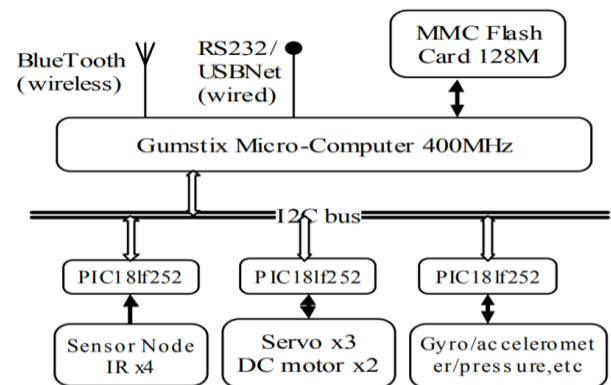 BlueTooth
(wireless)
RS232/
USBNet
(wired)
MMC Flash
Card 128M
Gumstix Micro-Computer 400MHz
I2C bus
PIC18lf252
PIC18lf252
PIC18lf252
Sensor Node
IR x4
Servo x3
DC motor x2
Gyro/acceleromet
er/pressure,etc